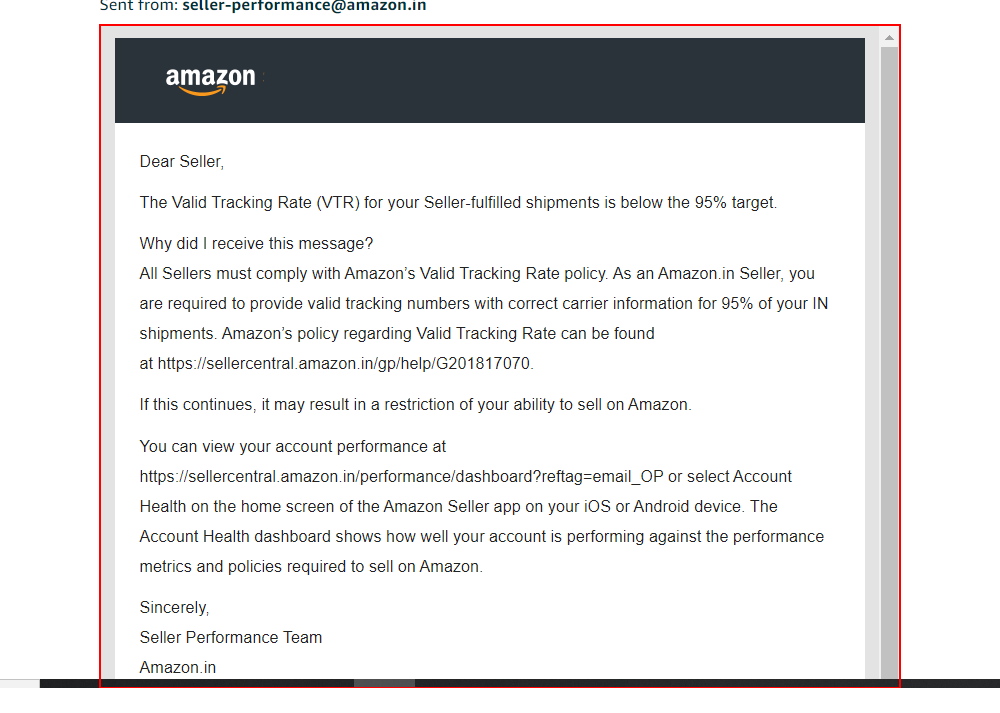 Sent from: seller-performance@amazon.in
amazon
Dear Seller,
The Valid Tracking Rate (VTR) for your Seller-fulfilled shipments is below the 95% target.
Why did I receive this message?
All Sellers must comply with Amazon’s Valid Tracking Rate policy. As an Amazon.in Seller, you
are required to provide valid tracking numbers with correct carrier information for 95% of your IN
shipments. Amazon’s policy regarding Valid Tracking Rate can be found
at https://sellercentral.amazon.in/gp/help/G201817070.
If this continues, it may result in a restriction of your ability to sell on Amazon.
You can view your account performance at
https://sellercentral.amazon.in/performance/dashboard?reftag=email_OP or select Account
Health on the home screen of the Amazon Seller app on your iOS or Android device. The
Account Health dashboard shows how well your account is performing against the performance
metrics and policies required to sell on Amazon.
Sincerely,
Seller Performance Team
Amazon.in